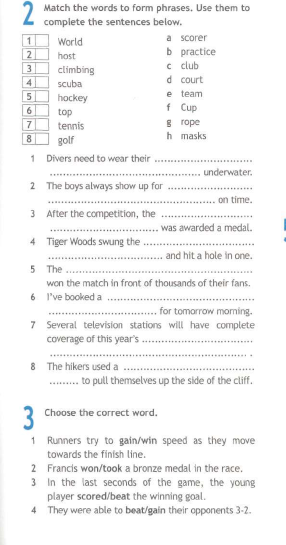 2 Match the words to form phrases. Use them to
complete the sentences below.
1 World
2 host
3 climbing
4 scuba
5 hockey
6 top
7 tennis
8 golf
a scorer
b practice
c club
d court
e team
f Cup
g rope
h masks
1 Divers need to wear their ..............................
.............................................. underwater.
2 The boys always show up for ..........................
.................................................. on time.
3 After the competition, the ............................
................................. was awarded a medal.
4 Tiger Woods swung the ..................................
.................................. and hit a hole in one.
5 The .........................................................
won the match in front of thousands of their fans.
6 I've booked a .............................................
................................. for tomorrow morning.
7 Several television stations will have complete
coverage of this year's ..................................
.............................................................. .
8 The hikers used a ........................................
......... to pull themselves up the side of the cliff.
3 Choose the correct word.
1 Runners try to gain/win speed as they move
towards the finish line.
2 Francis won/took a bronze medal in the race.
3 In the last seconds of the game, the young
player scored/beat the winning goal.
4 They were able to beat/gain their opponents 3-2.